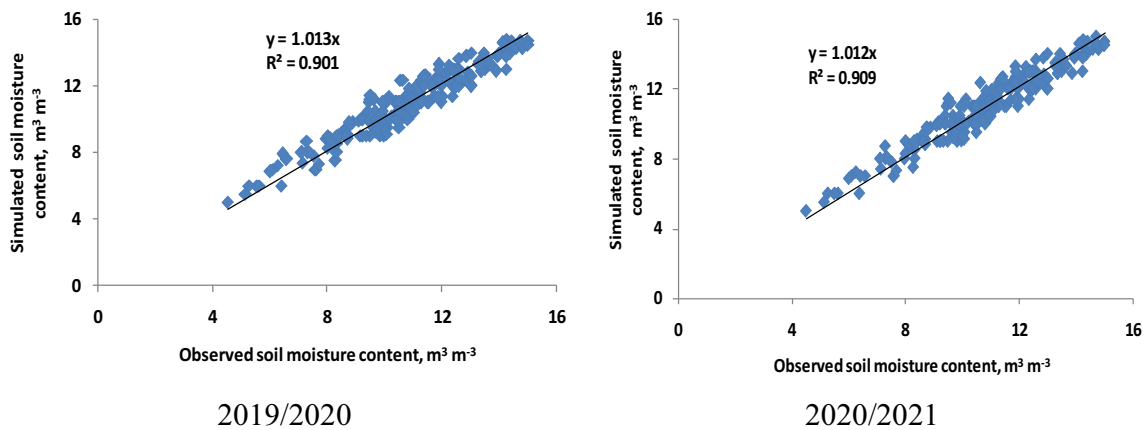 16
12
8
4
0
Simulated soil moisture
content, m³ m⁻³
y = 1.013x
R² = 0.901
0 4 8 12 16
Observed soil moisture content, m³ m⁻³
2019/2020
16
12
8
4
0
Simulated soil moisture
content, m³ m⁻³
y = 1.012x
R² = 0.909
0 4 8 12 16
Observed soil moisture content, m³ m⁻³
2020/2021